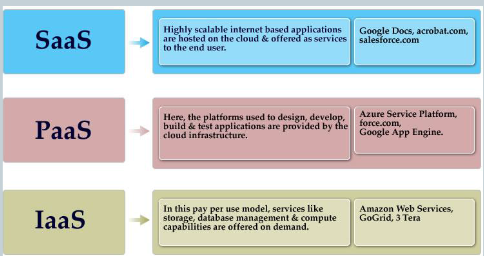 SaaS
Highly scalable internet based applications
are hosted on the cloud & offered as services
to the end user.
Google Docs, acrobat.com,
salesforce.com
PaaS
Here, the platforms used to design, develop,
build & test applications are provided by the
cloud infrastructure.
Azure Service Platform,
force.com,
Google App Engine.
IaaS
In this pay per use model, services like
storage, database management & compute
capabilities are offered on demand.
Amazon Web Services,
GoGrid, 3 Tera